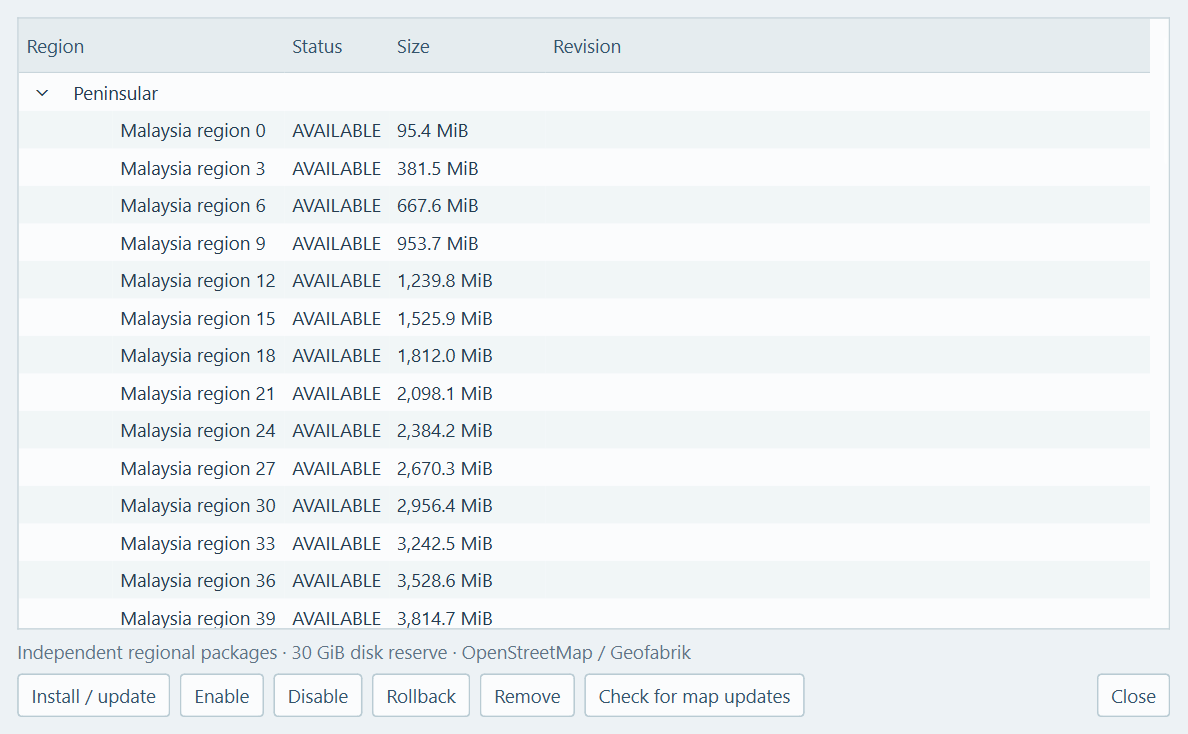 Region Status Size Revision
Peninsular
Malaysia region 0 AVAILABLE 95.4 MiB
Malaysia region 3 AVAILABLE 381.5 MiB
Malaysia region 6 AVAILABLE 667.6 MiB
Malaysia region 9 AVAILABLE 953.7 MiB
Malaysia region 12 AVAILABLE 1,239.8 MiB
Malaysia region 15 AVAILABLE 1,525.9 MiB
Malaysia region 18 AVAILABLE 1,812.0 MiB
Malaysia region 21 AVAILABLE 2,098.1 MiB
Malaysia region 24 AVAILABLE 2,384.2 MiB
Malaysia region 27 AVAILABLE 2,670.3 MiB
Malaysia region 30 AVAILABLE 2,956.4 MiB
Malaysia region 33 AVAILABLE 3,242.5 MiB
Malaysia region 36 AVAILABLE 3,528.6 MiB
Malaysia region 39 AVAILABLE 3,814.7 MiB
Independent regional packages · 30 GiB disk reserve · OpenStreetMap / Geofabrik
Install / update Enable Disable Rollback Remove Check for map updates Close